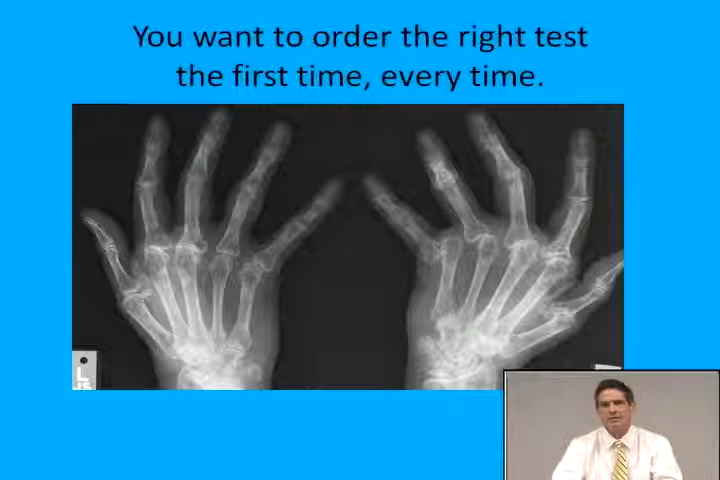 You want to order the right test
the first time, every time.
L